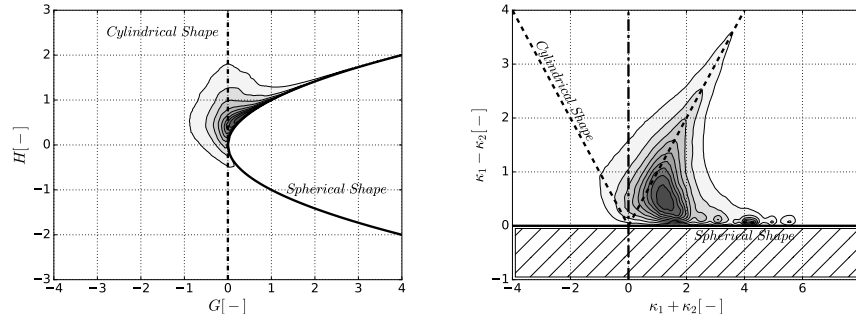 3
2
1
0
−1
−2
−3
H[−]
Cylindrical Shape
Spherical Shape
−4 −3 −2 −1 0 1 2 3 4
G[−]
4
3
2
1
0
−1
κ₁ − κ₂[−]
Cylindrical Shape
Spherical Shape
−4 −2 0 2 4 6
κ₁ + κ₂[−]